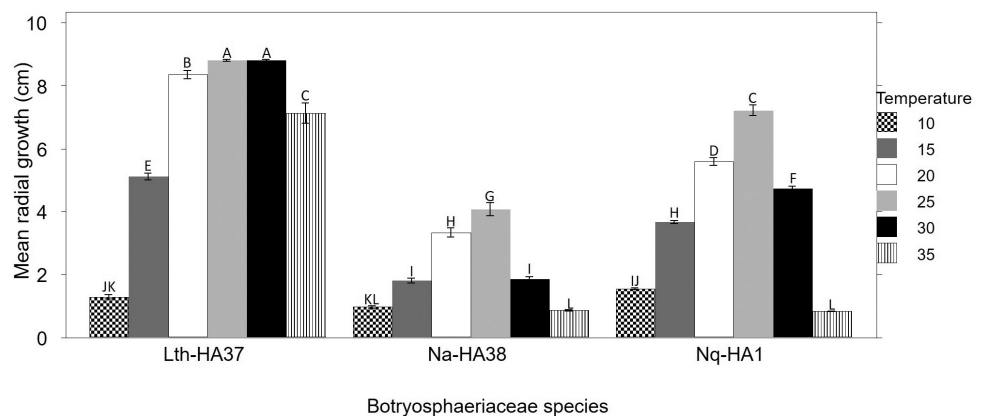 10
8
6
4
2
0
Mean radial growth (cm)
JK
E
B
A
A
C
KL
I
H
G
I
L
IJ
H
D
C
F
L
Temperature
10
15
20
25
30
35
Lth-HA37
Na-HA38
Nq-HA1
Botryosphaeriaceae species